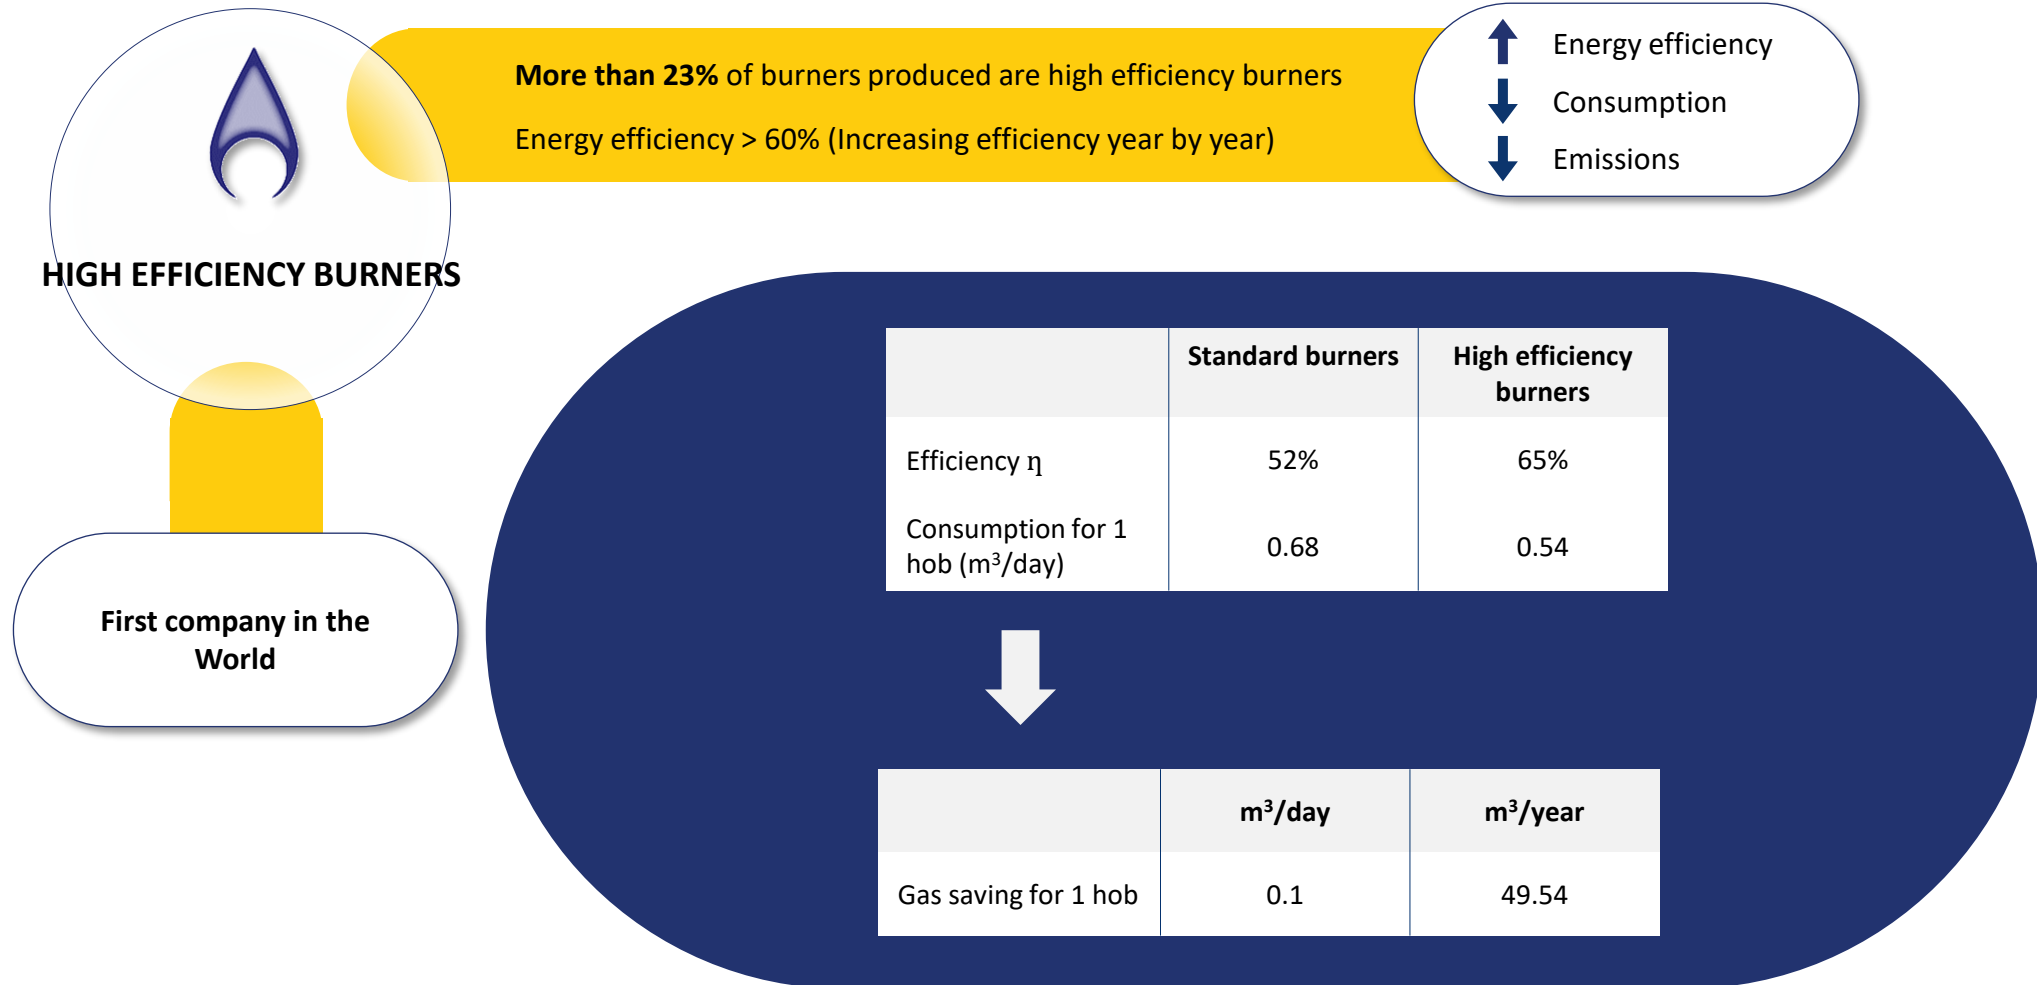 More than 23% of burners produced are high efficiency burners
Energy efficiency > 60% (Increasing efficiency year by year)
Energy efficiency
Consumption
Emissions
HIGH EFFICIENCY BURNERS
First company in the
World
Standard burners
High efficiency
burners
Efficiency η
52%
65%
Consumption for 1
hob (m³/day)
0.68
0.54
m³/day
m³/year
Gas saving for 1 hob
0.1
49.54